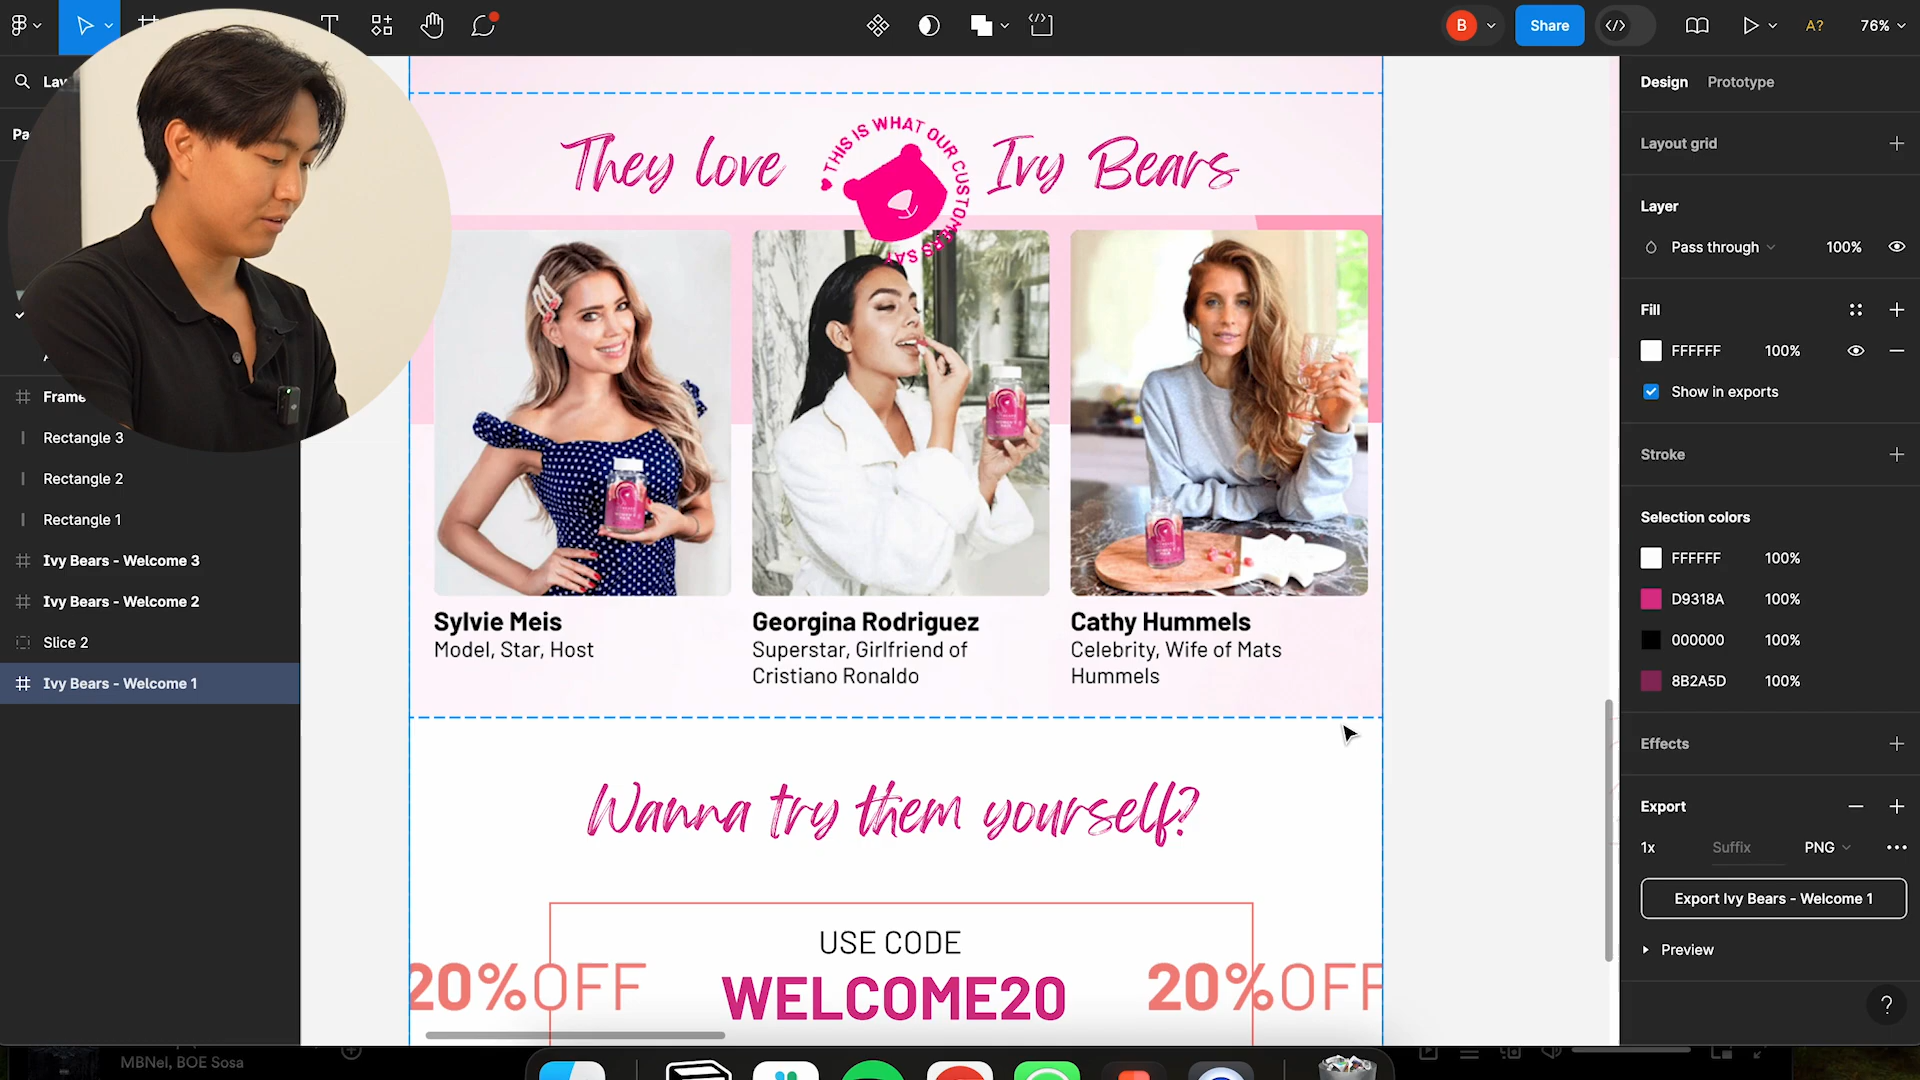 B
Share
A?
76%
Lay
Pa
Frame
Rectangle 3
Rectangle 2
Rectangle 1
Ivy Bears - Welcome 3
Ivy Bears - Welcome 2
Slice 2
Ivy Bears - Welcome 1
They love
THIS IS WHAT OUR CUSTOMERS SAY
Ivy Bears
Sylvie Meis
Model, Star, Host
Georgina Rodriguez
Superstar, Girlfriend of
Cristiano Ronaldo
Cathy Hummels
Celebrity, Wife of Mats
Hummels
Wanna try them yourself?
USE CODE
20%OFF
WELCOME20
20%OFF
Design
Prototype
Layout grid
Layer
Pass through
100%
Fill
FFFFFF
100%
Show in exports
Stroke
Selection colors
FFFFFF
100%
D9318A
100%
000000
100%
8B2A5D
100%
Effects
Export
1x
Suffix
PNG
Export Ivy Bears - Welcome 1
Preview
?
MBNel, BOE Sosa